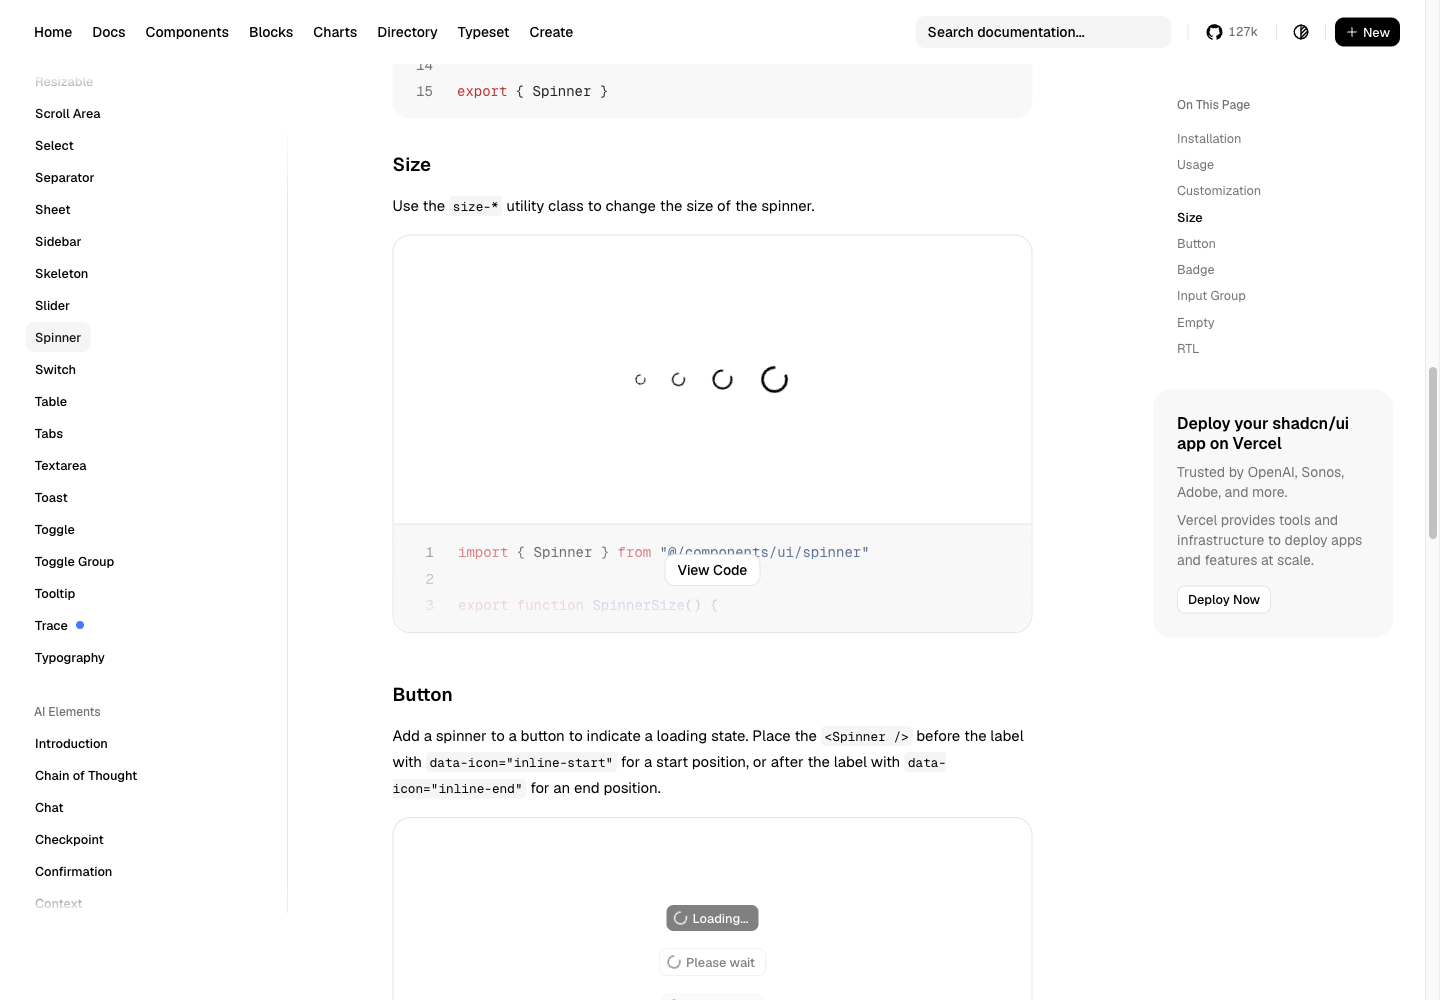 Home Docs Components Blocks Charts Directory Typeset Create
Search documentation...
127k
New
Resizable
Scroll Area
Select
Separator
Sheet
Sidebar
Skeleton
Slider
Spinner
Switch
Table
Tabs
Textarea
Toast
Toggle
Toggle Group
Tooltip
Trace
Typography
AI Elements
Introduction
Chain of Thought
Chat
Checkpoint
Confirmation
Context
14
15 export { Spinner }
Size
Use the size-* utility class to change the size of the spinner.
1 import { Spinner } from "@/components/ui/spinner"
2
3 export function SpinnerSize() {
View Code
Button
Add a spinner to a button to indicate a loading state. Place the <Spinner /> before the label
with data-icon="inline-start" for a start position, or after the label with data-
icon="inline-end" for an end position.
Loading...
Please wait
On This Page
Installation
Usage
Customization
Size
Button
Badge
Input Group
Empty
RTL
Deploy your shadcn/ui
app on Vercel
Trusted by OpenAI, Sonos,
Adobe, and more.
Vercel provides tools and
infrastructure to deploy apps
and features at scale.
Deploy Now